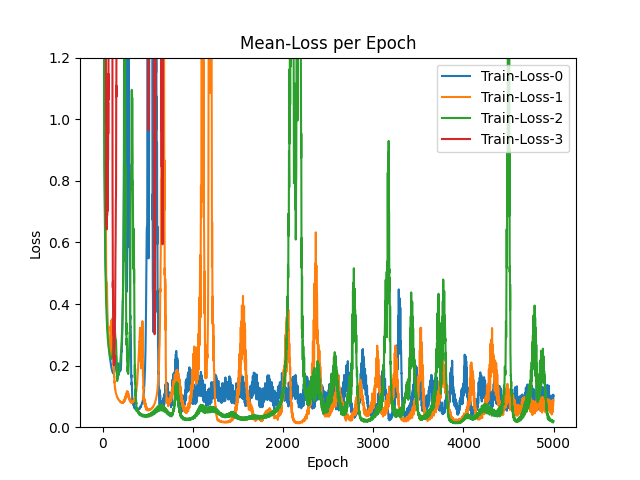 Mean-Loss per Epoch
1.2
1.0
0.8
0.6
0.4
0.2
0.0
Loss
0 1000 2000 3000 4000 5000
Epoch
Train-Loss-0
Train-Loss-1
Train-Loss-2
Train-Loss-3